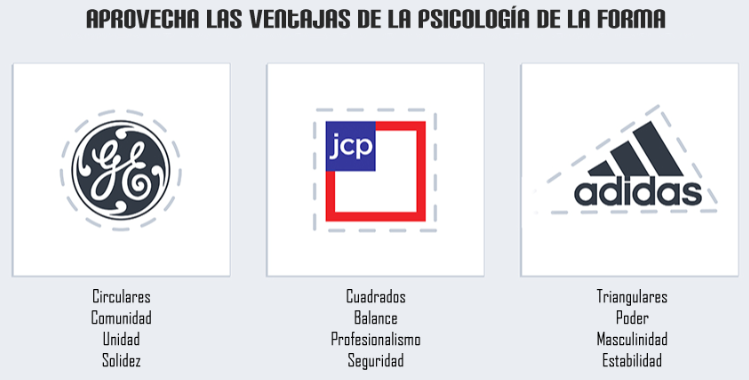 APROVECHA LAS VENTAJAS DE LA PSICOLOGÍA DE LA FORMA
GE
jcp
adidas
Circulares
Comunidad
Unidad
Solidez
Cuadrados
Balance
Profesionalismo
Seguridad
Triangulares
Poder
Masculinidad
Estabilidad